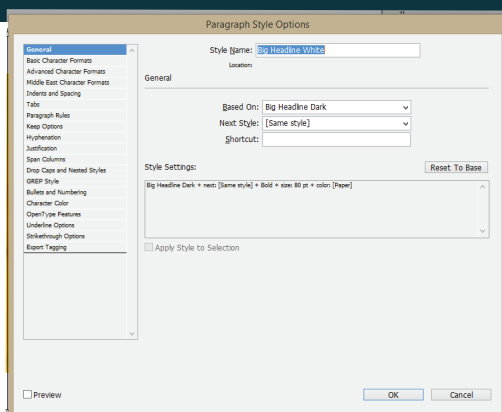 Paragraph Style Options
General
Basic Character Formats
Advanced Character Formats
Middle East Character Formats
Indents and Spacing
Tabs
Paragraph Rules
Keep Options
Hyphenation
Justification
Span Columns
Drop Caps and Nested Styles
GREP Style
Bullets and Numbering
Character Color
OpenType Features
Underline Options
Strikethrough Options
Export Tagging
Style Name: Big Headline White
Location:
General
Based On: Big Headline Dark
Next Style: [Same style]
Shortcut:
Style Settings:
Reset To Base
Big Headline Dark + next: [Same style] + Bold + size: 80 pt + color: [Paper]
Apply Style to Selection
Preview
OK
Cancel